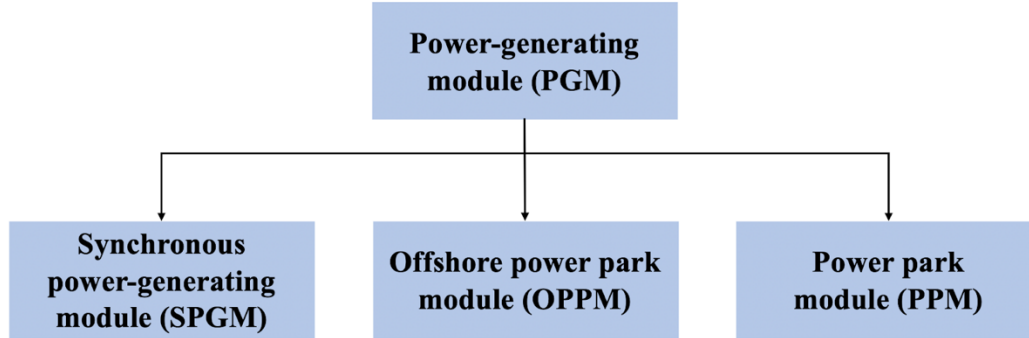 Power-generating
module (PGM)
Synchronous
power-generating
module (SPGM)
Offshore power park
module (OPPM)
Power park
module (PPM)